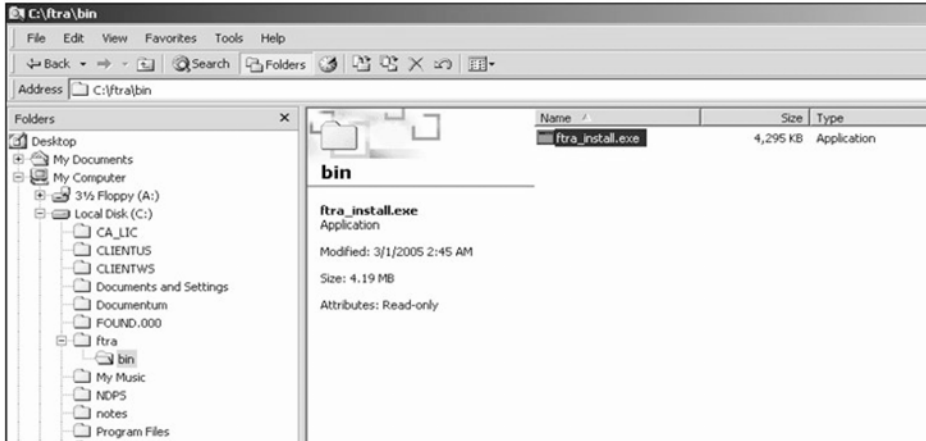 C:\ftra\bin
File Edit View Favorites Tools Help
Back Search Folders
Address C:\ftra\bin
Folders
Desktop
My Documents
My Computer
3½ Floppy (A:)
Local Disk (C:)
CA_LIC
CLIENTUS
CLIENTWS
Documents and Settings
Documentum
FOUND.000
ftra
bin
My Music
NDPS
notes
Program Files
bin
ftra_install.exe
Application
Modified: 3/1/2005 2:45 AM
Size: 4.19 MB
Attributes: Read-only
Name Size Type
ftra_install.exe 4,295 KB Application